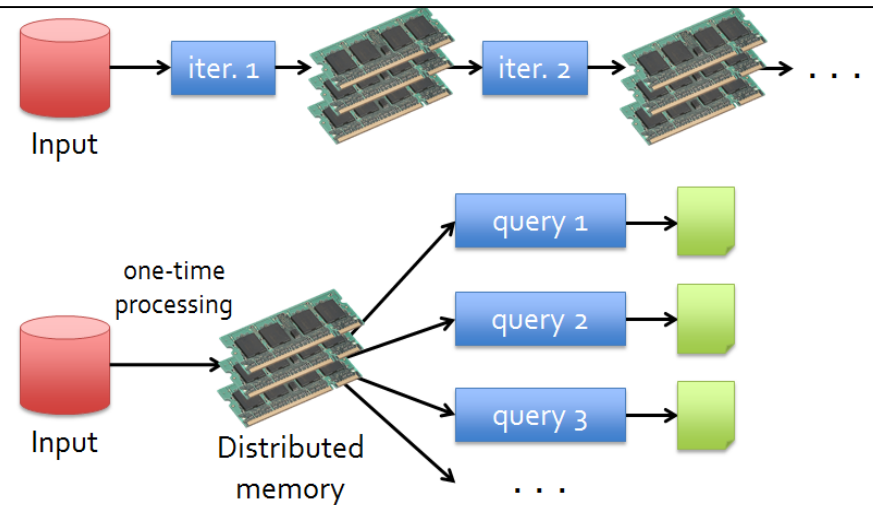 iter. 1
iter. 2
. . .
Input
query 1
one-time
processing
query 2
query 3
Input
Distributed
memory
. . .